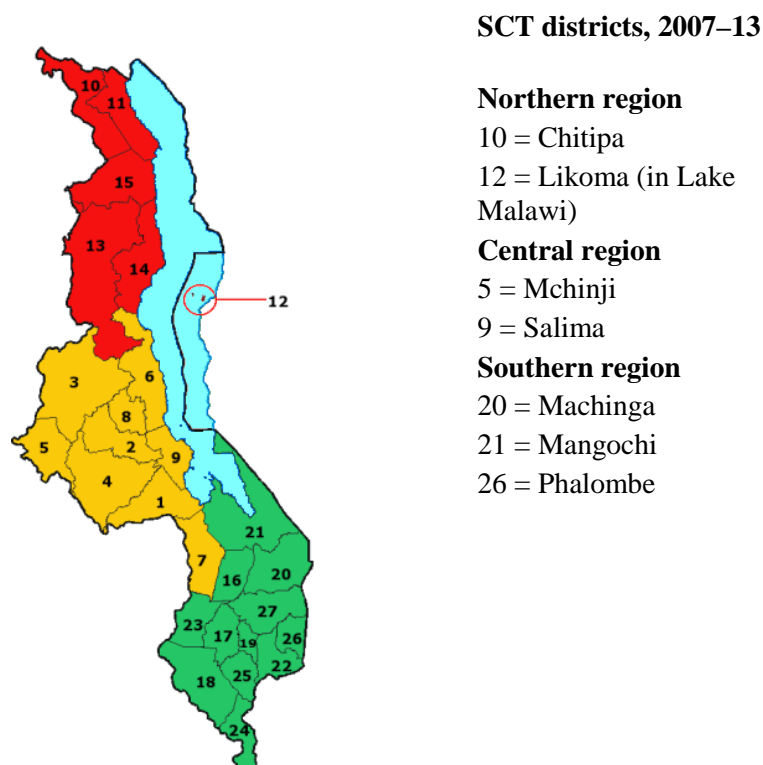 SCT districts, 2007–13
Northern region
10 = Chitipa
12 = Likoma (in Lake
Malawi)
Central region
5 = Mchinji
9 = Salima
Southern region
20 = Machinga
21 = Mangochi
26 = Phalombe
10
11
15
13
14
12
3
6
8
5
2
9
4
1
21
7
16
20
27
23
17
19
26
22
18
25
24